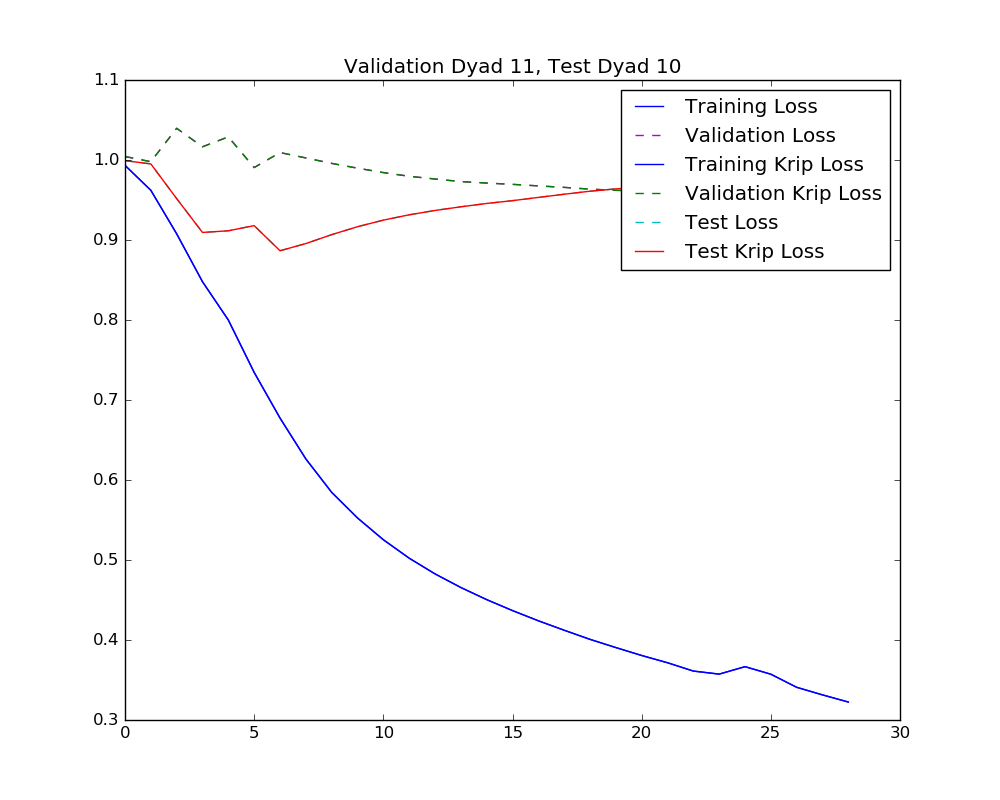 Validation Dyad 11, Test Dyad 10
1.1
1.0
0.9
0.8
0.7
0.6
0.5
0.4
0.3
0 5 10 15 20 25 30
Training Loss
Validation Loss
Training Krip Loss
Validation Krip Loss
Test Loss
Test Krip Loss